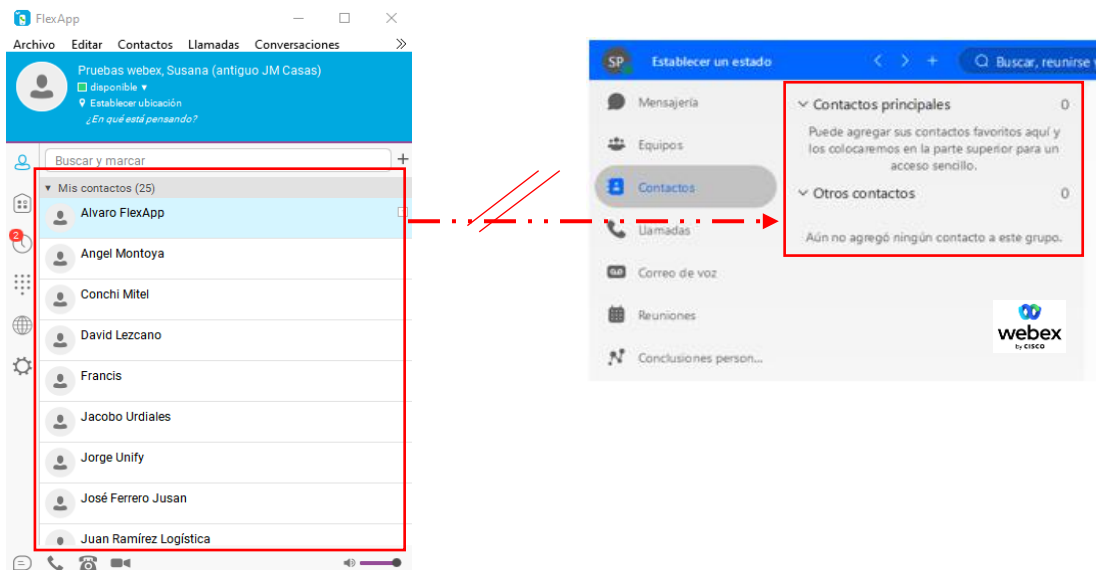 FlexApp
Archivo Editar Contactos Llamadas Conversaciones
Pruebas webex, Susana (antiguo JM Casas)
disponible
Establecer ubicación
¿En qué está pensando?
Buscar y marcar
Mis contactos (25)
Alvaro FlexApp
Angel Montoya
2
Conchi Mitel
David Lezcano
Francis
Jacobo Urdiales
Jorge Unify
José Ferrero Jusan
Juan Ramírez Logística
SP Establecer un estado
Buscar, reunirse y
Mensajería
Equipos
Contactos
Llamadas
Correo de voz
Reuniones
Conclusiones person...
Contactos principales 0
Puede agregar sus contactos favoritos aquí y
los colocaremos en la parte superior para un
acceso sencillo.
Otros contactos 0
Aún no agregó ningún contacto a este grupo.
webex
by CISCO